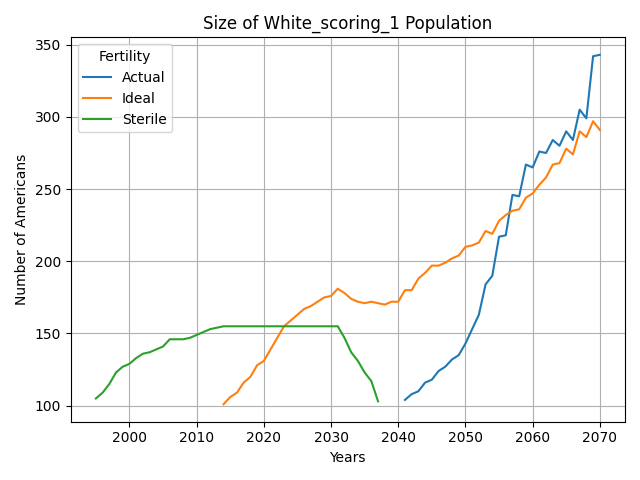 Size of White_scoring_1 Population
Fertility
Actual
Ideal
Sterile
Number of Americans
350
300
250
200
150
100
2000 2010 2020 2030 2040 2050 2060 2070
Years